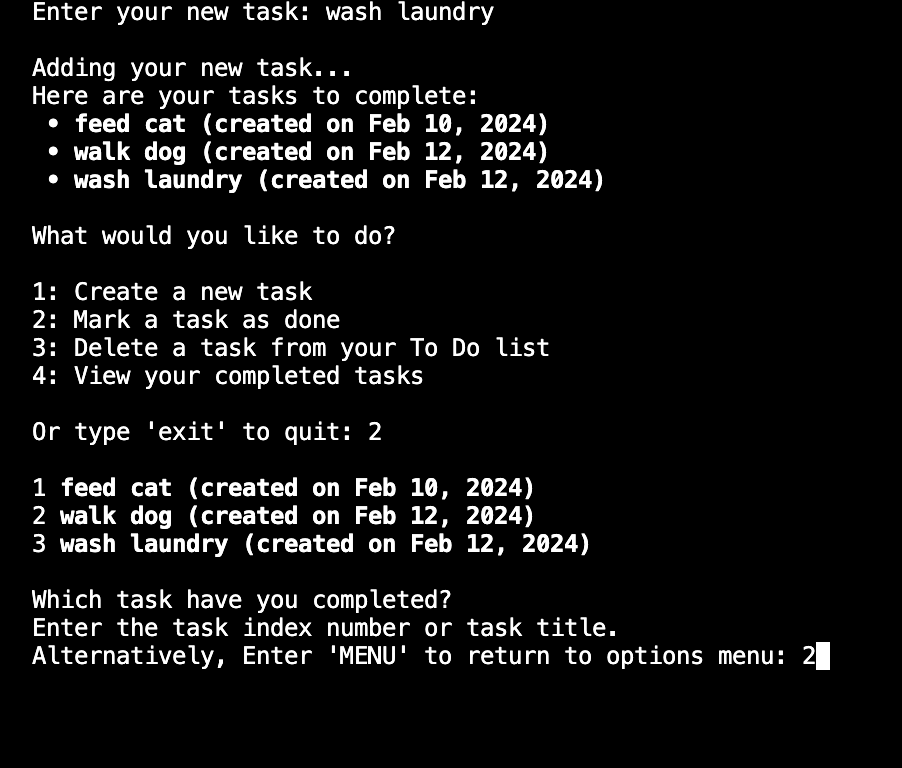 Enter your new task: wash laundry
Adding your new task...
Here are your tasks to complete:
• feed cat (created on Feb 10, 2024)
• walk dog (created on Feb 12, 2024)
• wash laundry (created on Feb 12, 2024)
What would you like to do?
1: Create a new task
2: Mark a task as done
3: Delete a task from your To Do list
4: View your completed tasks
Or type 'exit' to quit: 2
1 feed cat (created on Feb 10, 2024)
2 walk dog (created on Feb 12, 2024)
3 wash laundry (created on Feb 12, 2024)
Which task have you completed?
Enter the task index number or task title.
Alternatively, Enter 'MENU' to return to options menu: 2